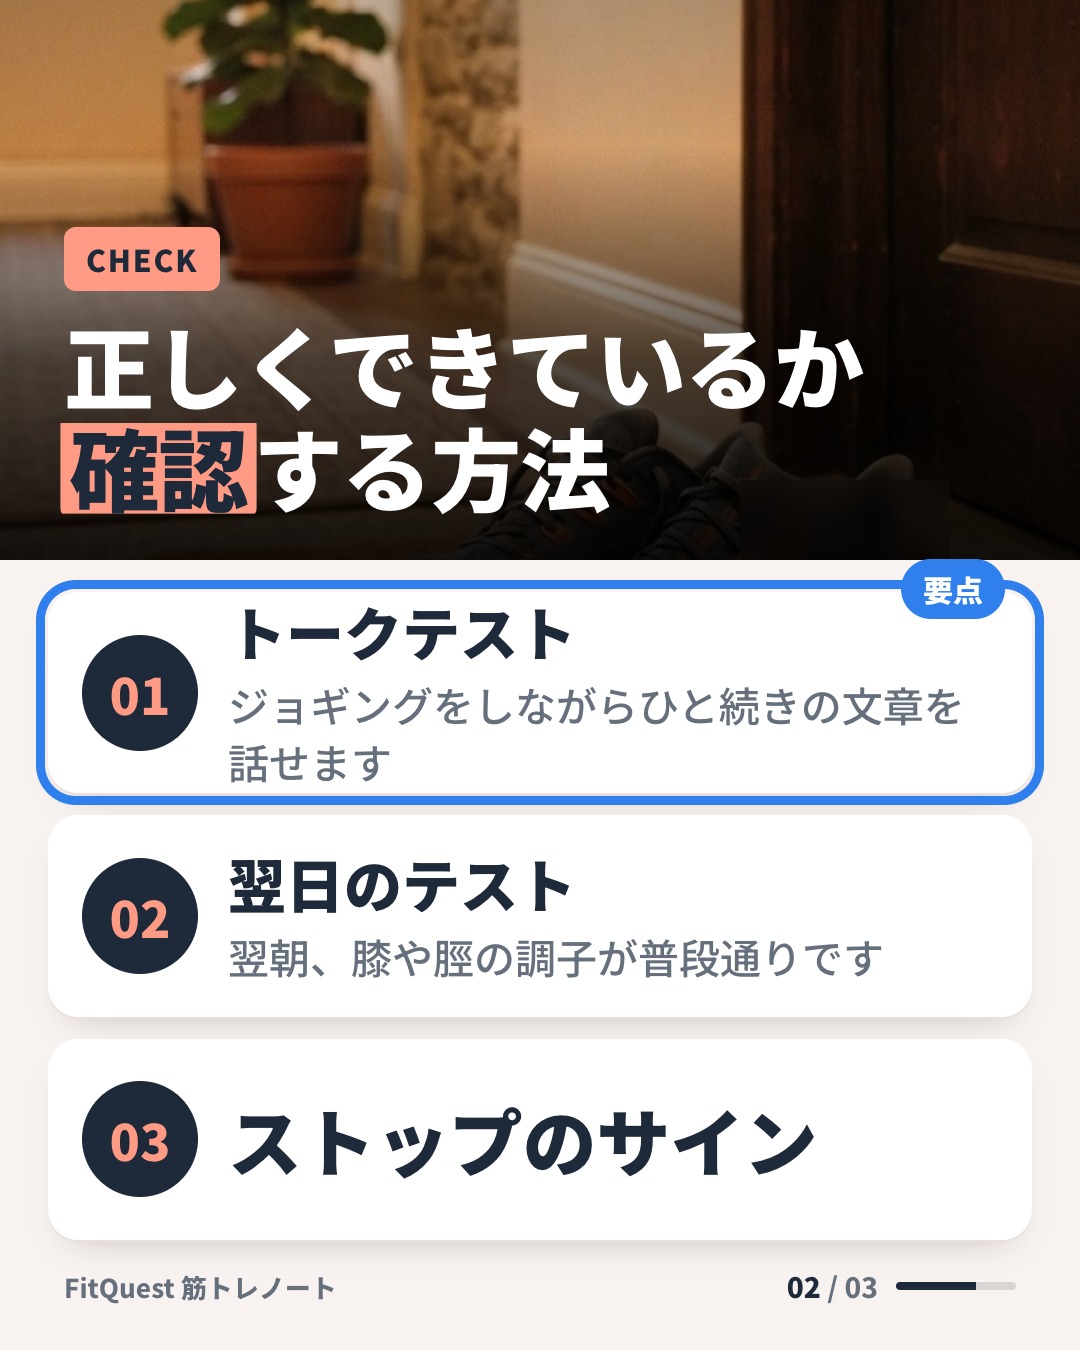 CHECK
正しくできているか
確認する方法
要点
01
トークテスト
ジョギングをしながらひと続きの文章を
話せます
02
翌日のテスト
翌朝、膝や脛の調子が普段通りです
03
ストップのサイン
FitQuest 筋トレノート
02 / 03